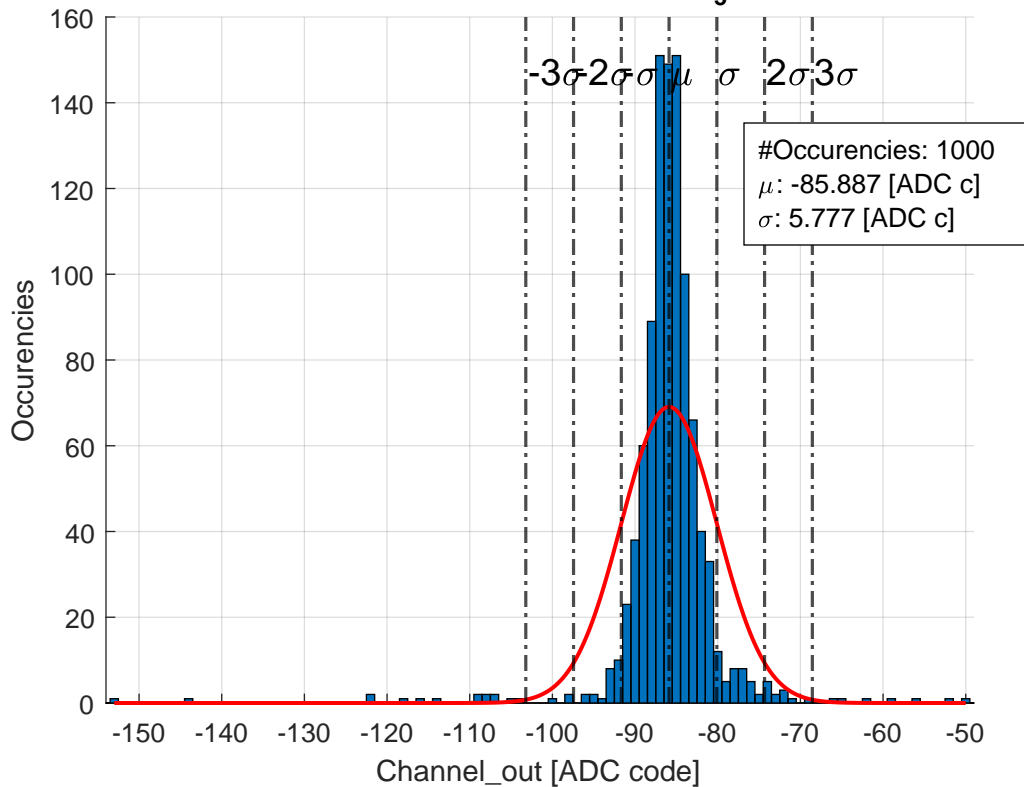 160
140
120
100
80
60
40
20
0
-3σ
-2σ
-σ
μ
σ
2σ
3σ
#Occurencies: 1000
μ: -85.887 [ADC c]
σ: 5.777 [ADC c]
Occurencies
-150
-140
-130
-120
-110
-100
-90
-80
-70
-60
-50
Channel_out [ADC code]